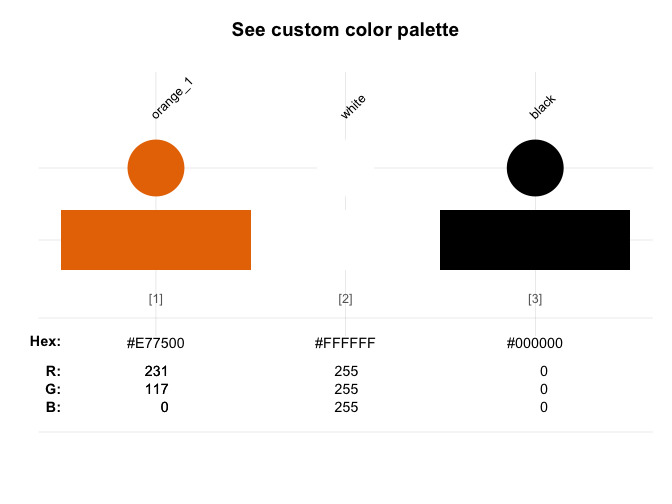 See custom color palette
orange_1 white black
[1] [2] [3]
Hex: #E77500 #FFFFFF #000000
R: 231 255 0
G: 117 255 0
B: 0 255 0